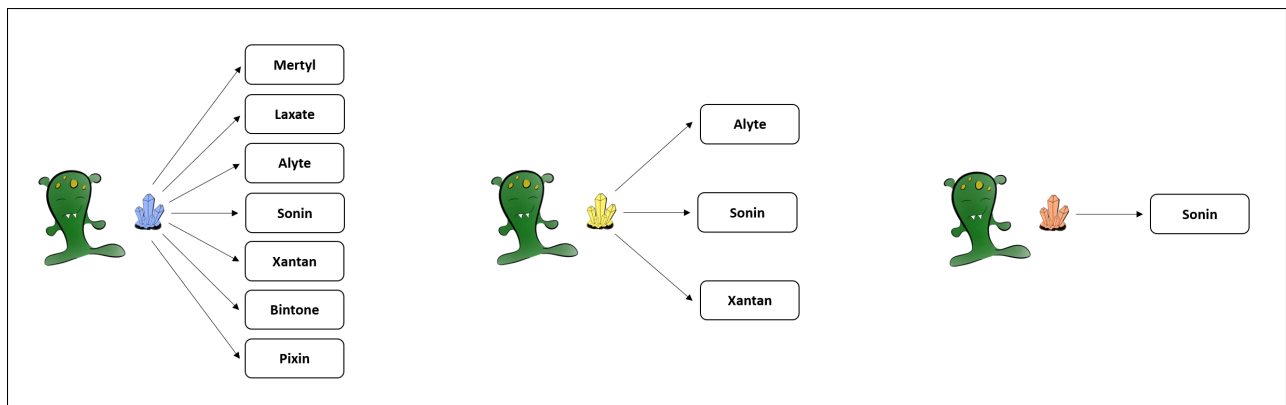 Mertyl
Laxate
Alyte
Sonin
Xantan
Bintone
Pixin
Alyte
Sonin
Xantan
Sonin